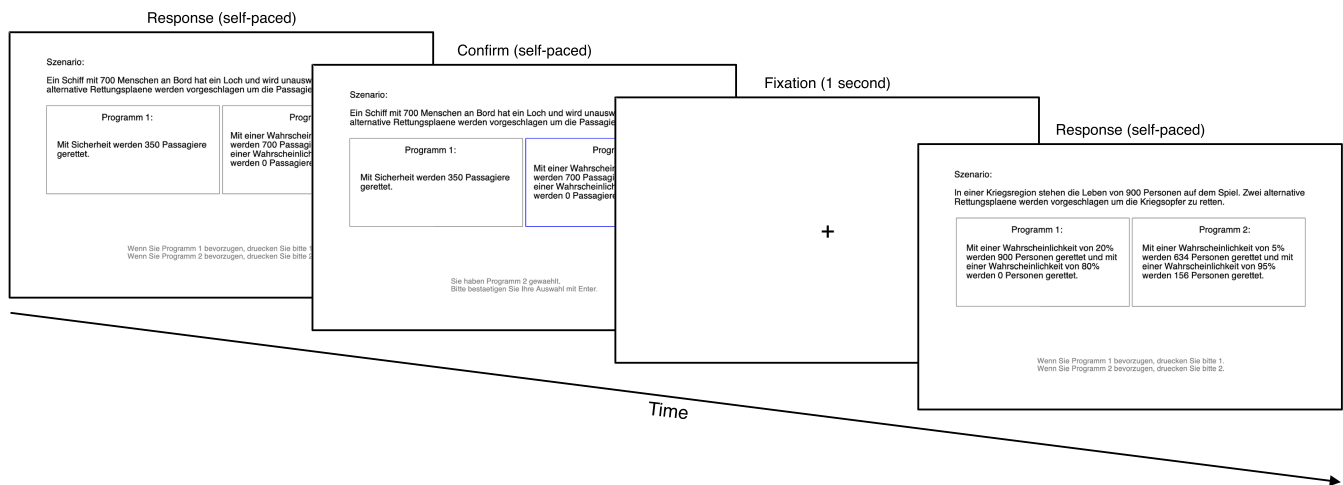 Response (self-paced)
Szenario:
Ein Schiff mit 700 Menschen an Bord hat ein Loch und wird
alternative Rettungsplaene werden vorgeschlagen um die
Programm 1:
Mit Sicherheit werden 350 Passagiere
gerettet.
Mit einer
werden 700
einer
werden 0 Passagiere
Wenn Sie Programm 1 bevorzugen, druecken Sie bitte 1
Wenn Sie Programm 2 bevorzugen, druecken Sie bitte 2
Confirm (self-paced)
Szenario:
Ein Schiff mit 700 Menschen an Bord hat ein Loch und wird
alternative Rettungsplaene werden vorgeschlagen um die
Programm 1:
Mit Sicherheit werden 350 Passagiere
gerettet.
Mit einer
werden 700
einer
werden 0 Passagiere
Sie haben Programm 2 gewaehlt.
Bitte bestaetigen Sie Ihre Auswahl mit Enter.
Fixation (1 second)
+
Response (self-paced)
Szenario:
In einer Kriegsregion stehen die Leben von 900 Personen auf dem Spiel. Zwei alternative
Rettungsplaene werden vorgeschlagen um die Kriegsopfer zu retten.
Programm 1:
Mit einer Wahrscheinlichkeit von 20%
werden 900 Personen gerettet und mit
einer Wahrscheinlichkeit von 80%
werden 0 Personen gerettet.
Programm 2:
Mit einer Wahrscheinlichkeit von 5%
werden 634 Personen gerettet und mit
einer Wahrscheinlichkeit von 95%
werden 156 Personen gerettet.
Wenn Sie Programm 1 bevorzugen, druecken Sie bitte 1.
Wenn Sie Programm 2 bevorzugen, druecken Sie bitte 2.
Time